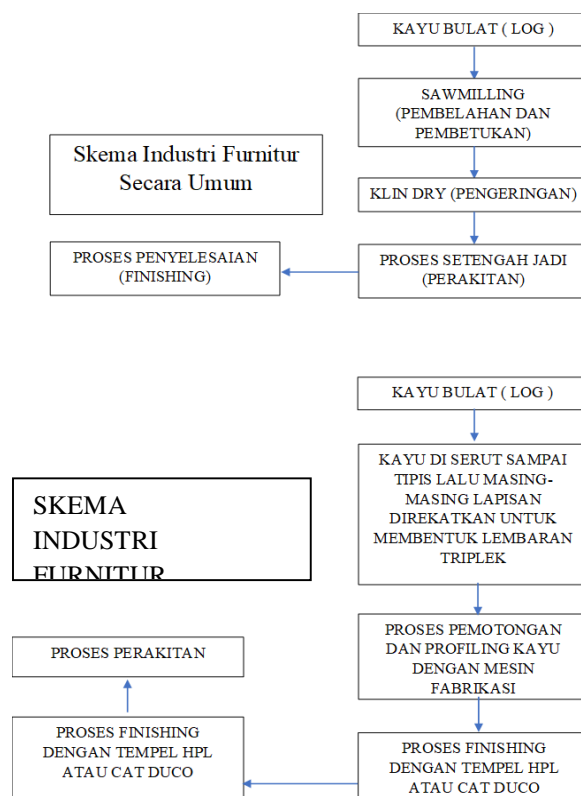 KAYU BULAT ( LOG )
SAWMILLING
(PEMBELAHAN DAN
PEMBETUKAN)
Skema Industri Furnitur
Secara Umum
KLIN DRY (PENGERINGAN)
PROSES SETENGAH JADI
(PERAKITAN)
PROSES PENYELESAIAN
(FINISHING)
KAYU BULAT ( LOG )
KAYU DI SERUT SAMPAI
TIPIS LALU MASING-
MASING LAPISAN
DIREKATKAN UNTUK
MEMBENTUK LEMBARAN
TRIPLEK
SKEMA
INDUSTRI
FURNITUR
PROSES PEMOTONGAN
DAN PROFILING KAYU
DENGAN MESIN
FABRIKASI
PROSES PERAKITAN
PROSES FINISHING
DENGAN TEMPEL HPL
ATAU CAT DUCO
PROSES FINISHING
DENGAN TEMPEL HPL
ATAU CAT DUCO